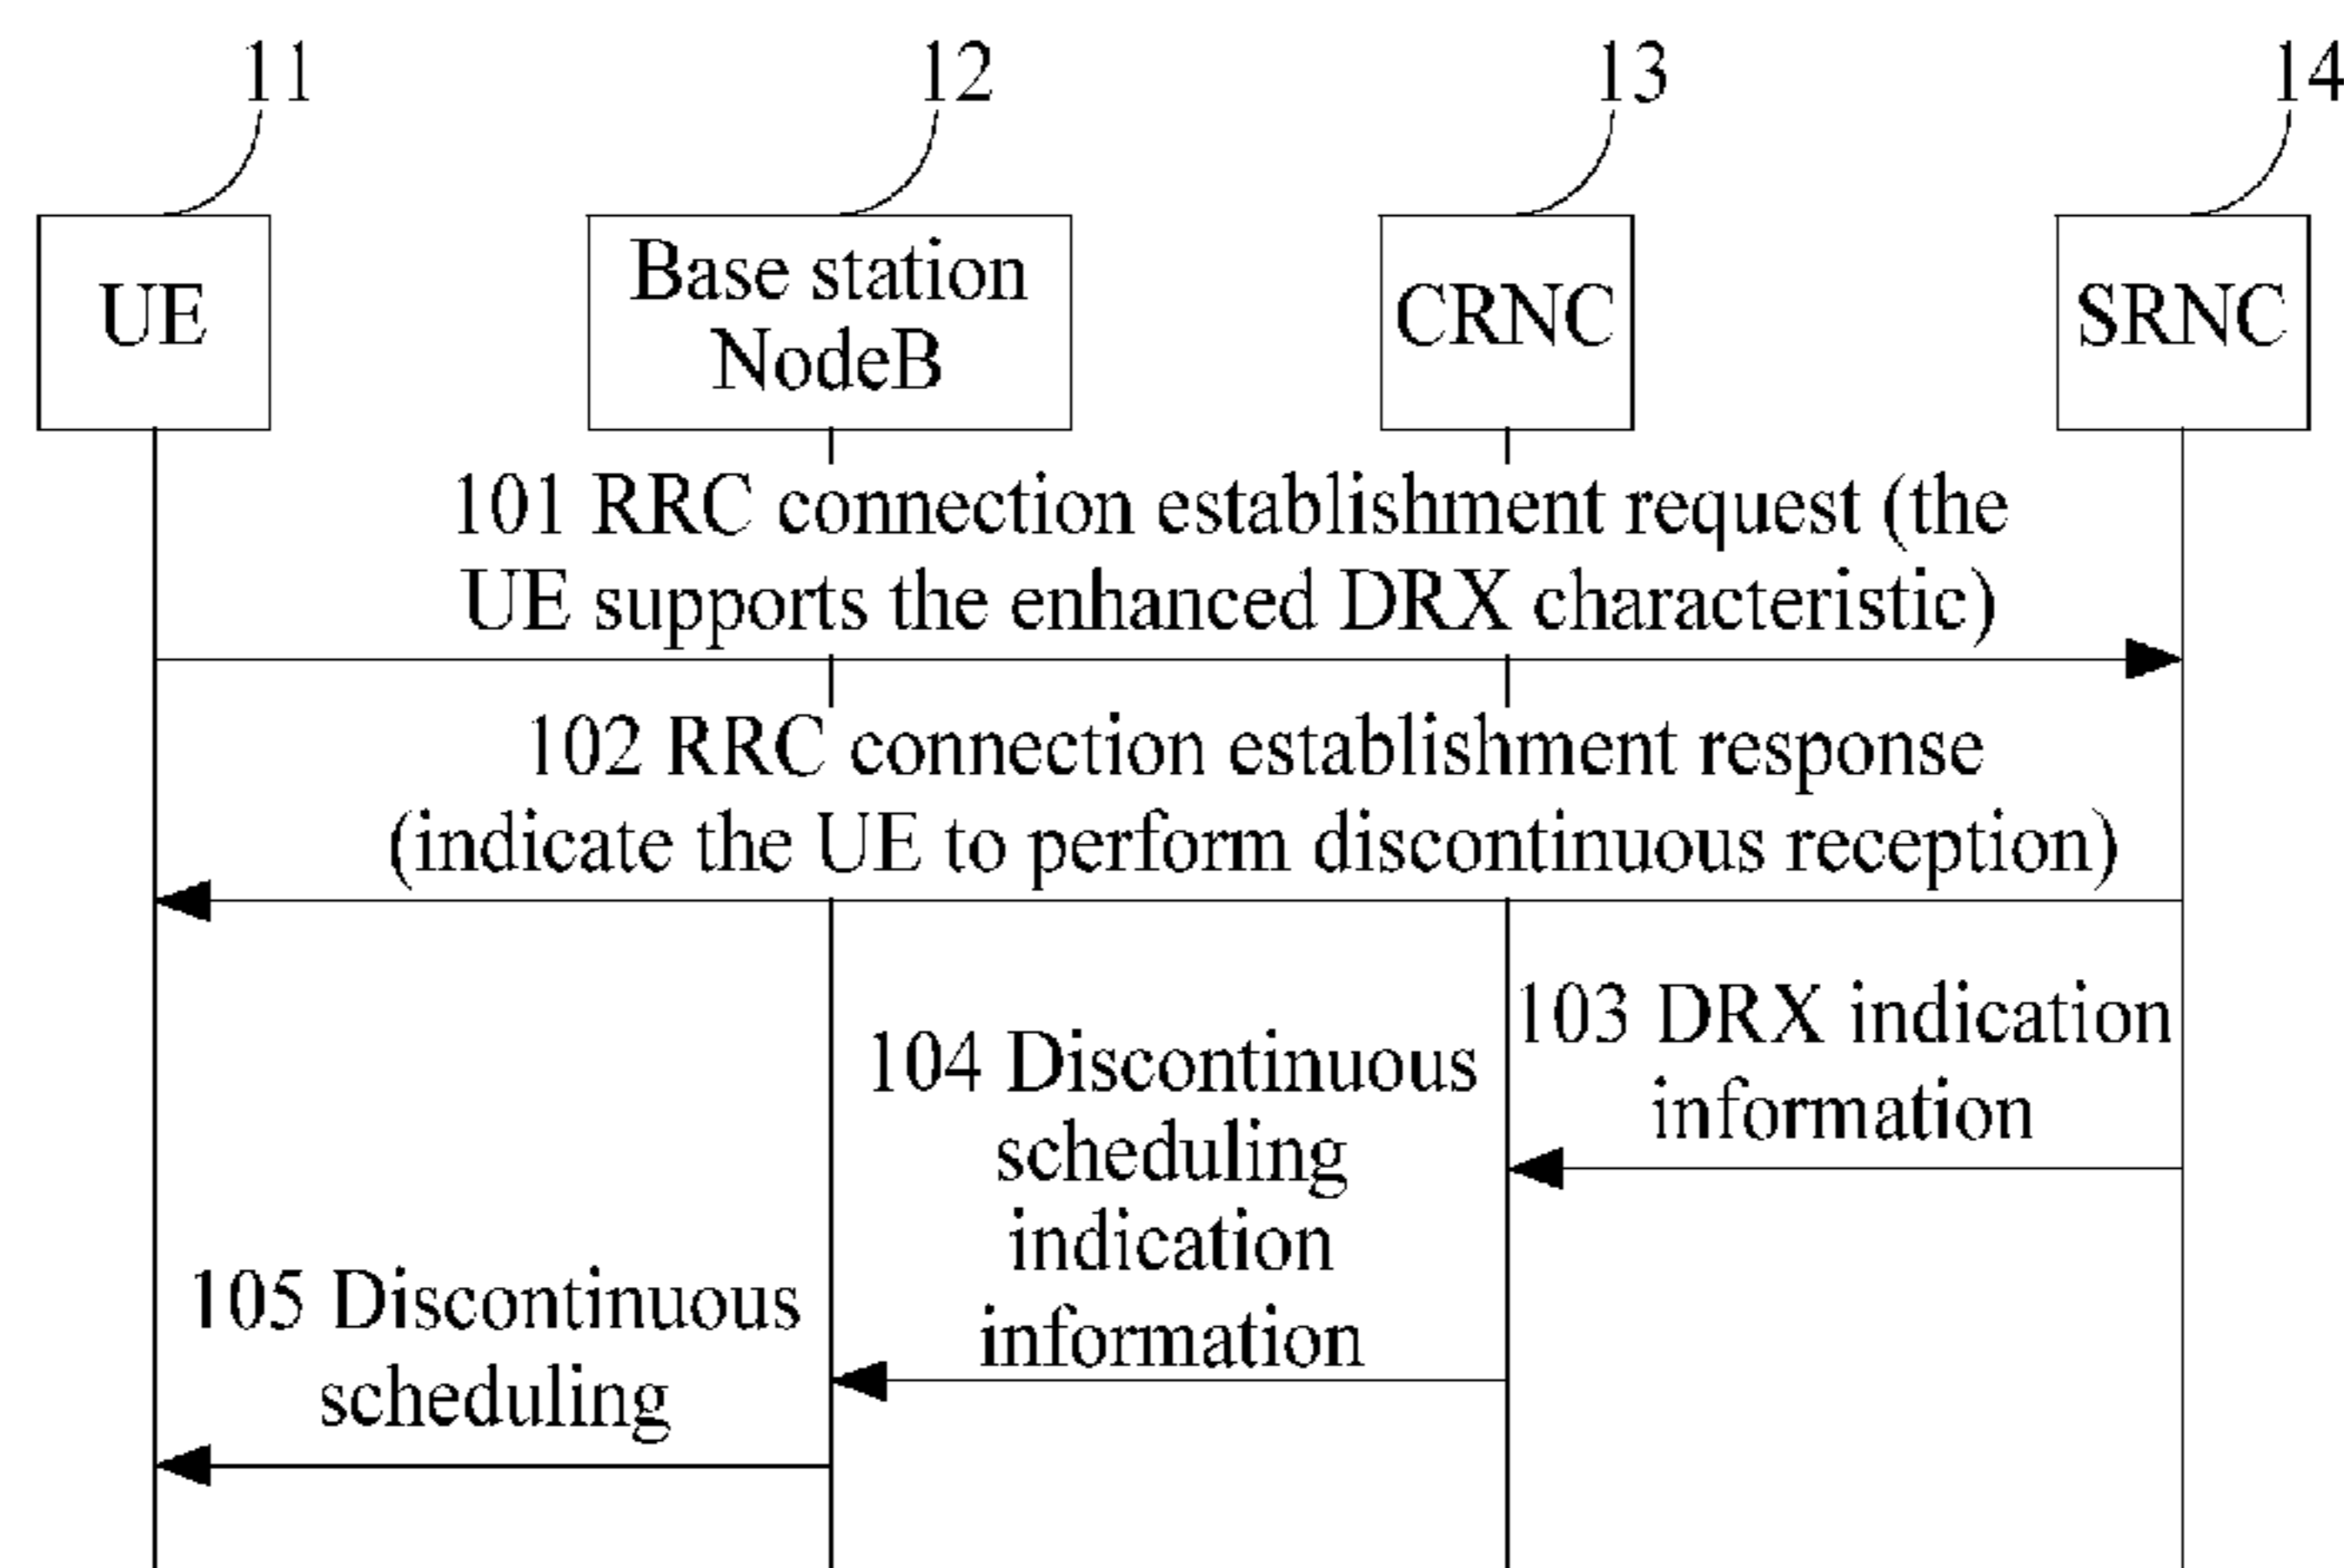 11
12
13
14
UE
Base station
NodeB
CRNC
SRNC
101 RRC connection establishment request (the
UE supports the enhanced DRX characteristic)
102 RRC connection establishment response
(indicate the UE to perform discontinuous reception)
103 DRX indication
information
104 Discontinuous
scheduling
indication
information
105 Discontinuous
scheduling